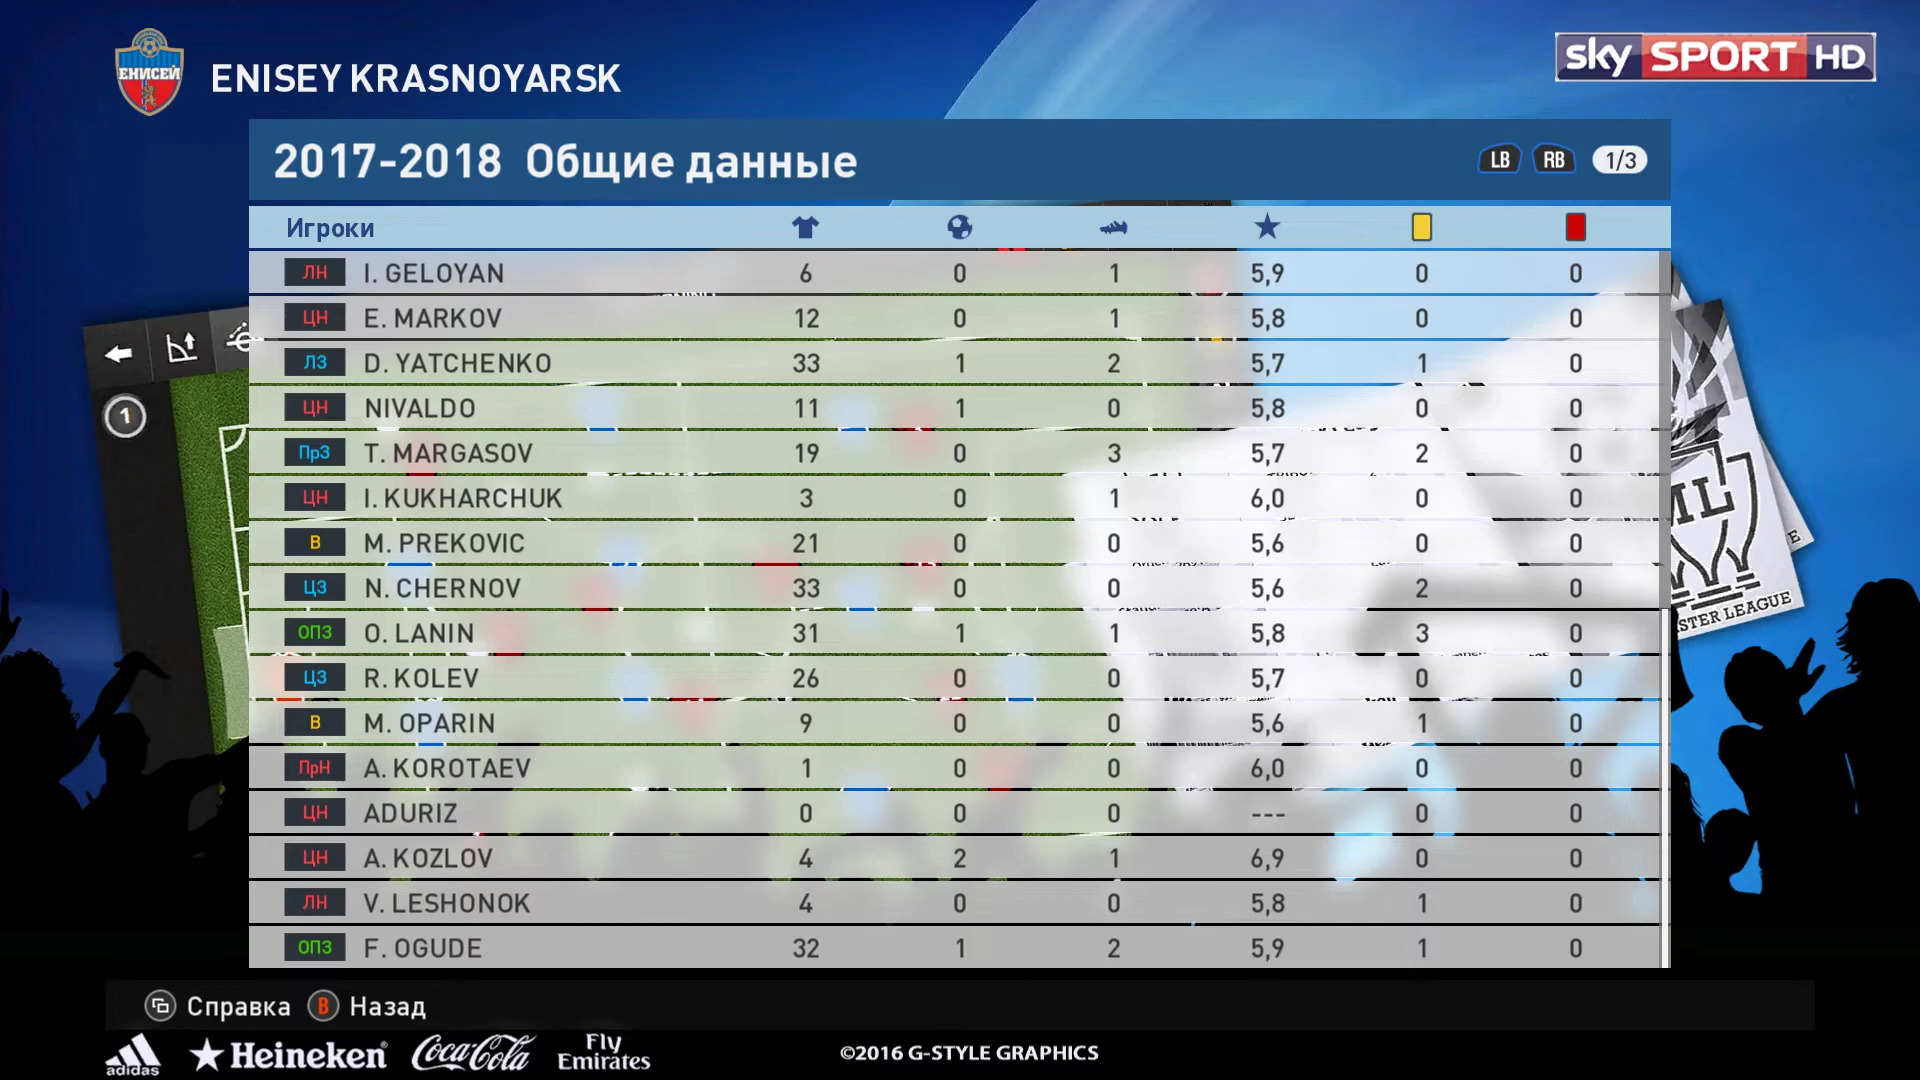 ЕНИСЕЙ
ENISEY KRASNOYARSK
sky SPORT HD
2017-2018 Общие данные
LB RB 1/3
Игроки
ЛН I. GELOYAN 6 0 1 5,9 0 0
ЦН E. MARKOV 12 0 1 5,8 0 0
ЛЗ D. YATCHENKO 33 1 2 5,7 1 0
ЦН NIVALDO 11 1 0 5,8 0 0
ПрЗ T. MARGASOV 19 0 3 5,7 2 0
ЦН I. KUKHARCHUK 3 0 1 6,0 0 0
В M. PREKOVIC 21 0 0 5,6 0 0
ЦЗ N. CHERNOV 33 0 0 5,6 2 0
ОПЗ O. LANIN 31 1 1 5,8 3 0
ЦЗ R. KOLEV 26 0 0 5,7 0 0
В M. OPARIN 9 0 0 5,6 1 0
ПрН A. KOROTAEV 1 0 0 6,0 0 0
ЦН ADURIZ 0 0 0 --- 0 0
ЦН A. KOZLOV 4 2 1 6,9 0 0
ЛН V. LESHONOK 4 0 0 5,8 1 0
ОПЗ F. OGUDE 32 1 2 5,9 1 0
1
ML
STER LEAGUE
Справка B Назад
adidas Heineken Coca-Cola Fly Emirates
©2016 G-STYLE GRAPHICS